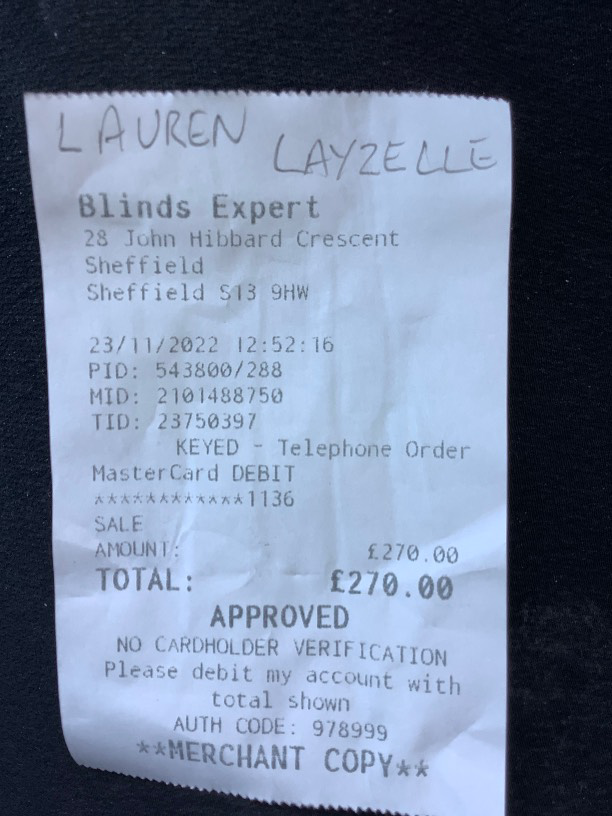 LAUREN LAYZELLE
Blinds Expert
28 John Hibbard Crescent
Sheffield
Sheffield S13 9HW
23/11/2022 12:52:16
PID: 543800/288
MID: 2101488750
TID: 23750397
KEYED - Telephone Order
MasterCard DEBIT
************1136
SALE
AMOUNT: £270.00
TOTAL: £270.00
APPROVED
NO CARDHOLDER VERIFICATION
Please debit my account with
total shown
AUTH CODE: 978999
**MERCHANT COPY**